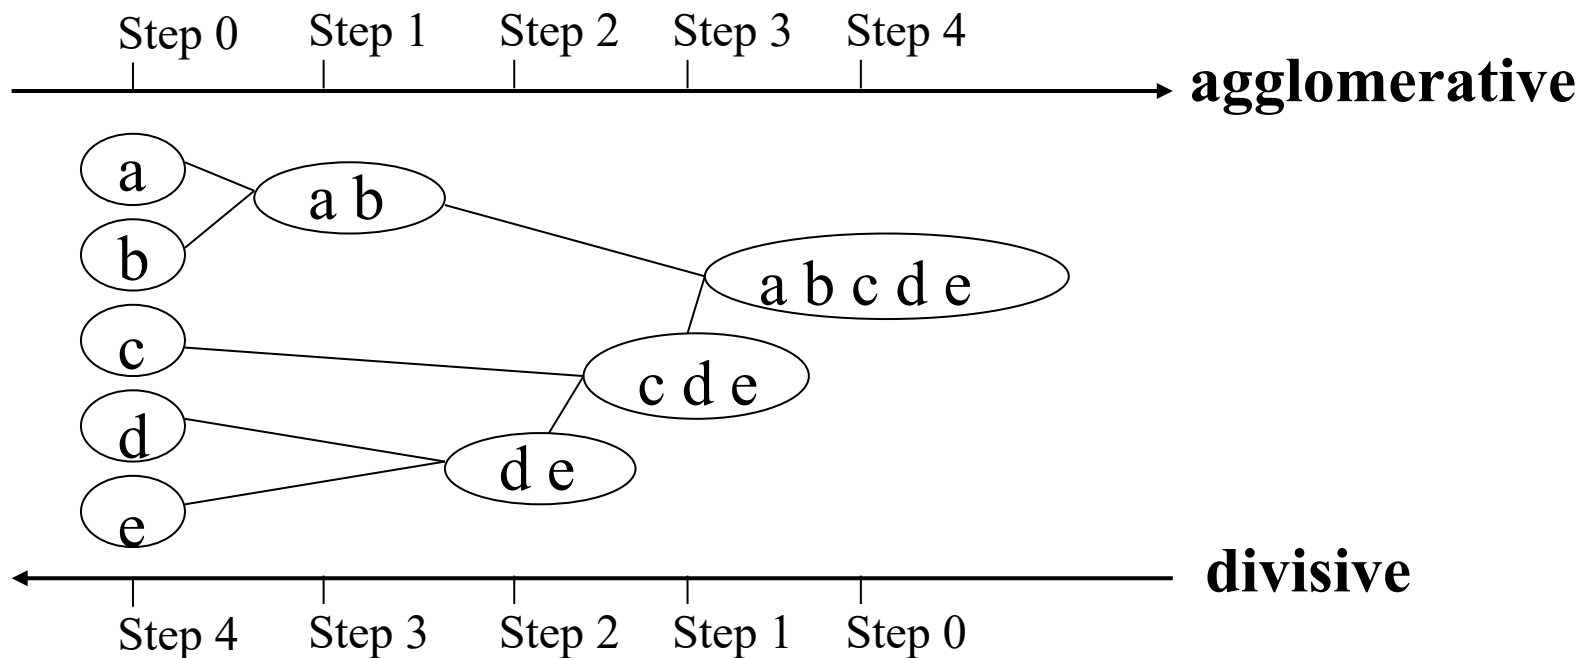 Step 0 Step 1 Step 2 Step 3 Step 4
agglomerative
a
a b
b
a b c d e
c
c d e
d
d e
e
divisive
Step 4 Step 3 Step 2 Step 1 Step 0